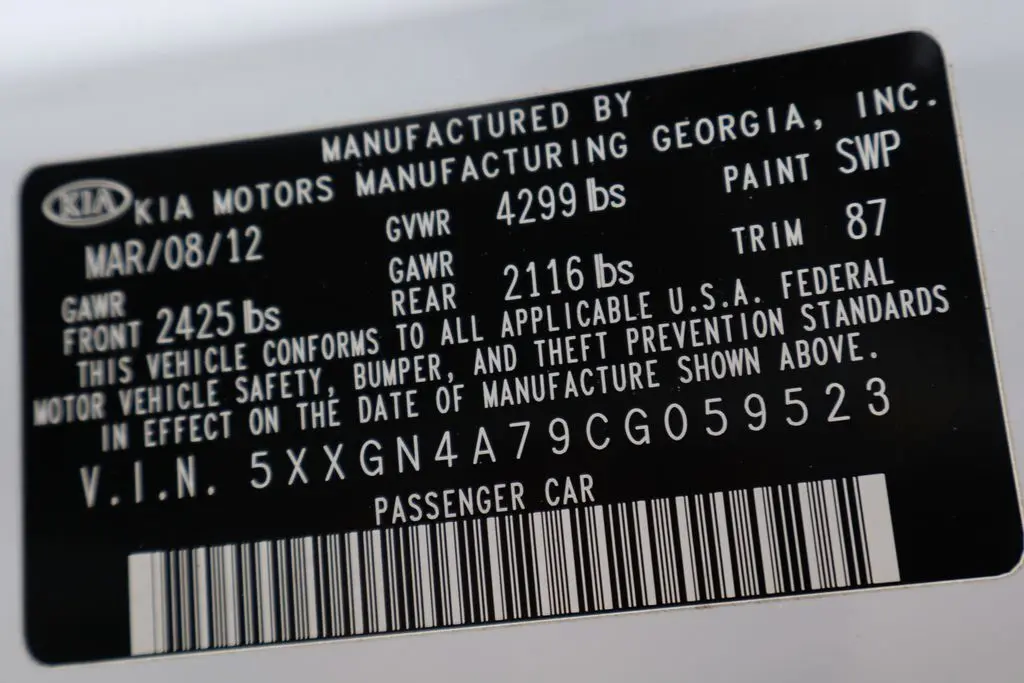 MANUFACTURED BY
KIA KIA MOTORS MANUFACTURING GEORGIA, INC.
MAR/08/12 GVWR 4299 lbs PAINT SWP
GAWR FRONT 2425 lbs GAWR REAR 2116 lbs TRIM 87
THIS VEHICLE CONFORMS TO ALL APPLICABLE U.S.A. FEDERAL
MOTOR VEHICLE SAFETY, BUMPER, AND THEFT PREVENTION STANDARDS
IN EFFECT ON THE DATE OF MANUFACTURE SHOWN ABOVE.
V.I.N. 5XXGN4A79CG059523
PASSENGER CAR